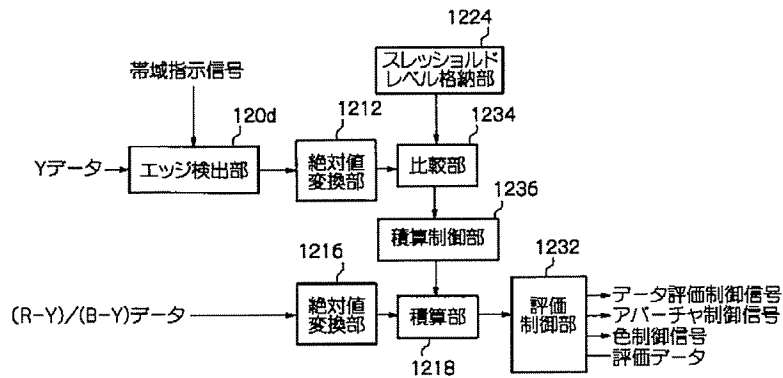 1224
スレッショルド
レベル格納部
帯域指示信号
120d
1212
1234
Yデータ
エッジ検出部
絶対値
変換部
比較部
1236
積算制御部
1216
1232
(R-Y)/(B-Y)データ
絶対値
変換部
積算部
1218
評価
制御部
データ評価制御信号
アパーチャ制御信号
色制御信号
評価データ